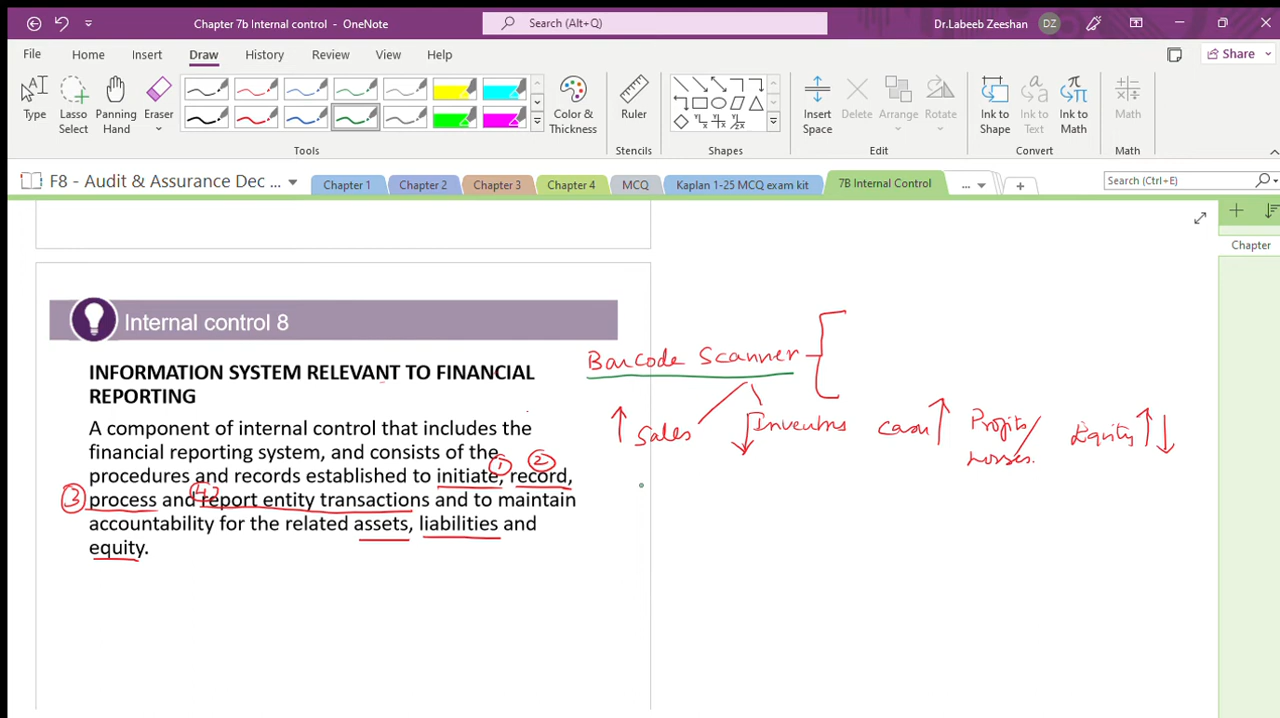 Chapter 7b Internal control - OneNote
Search (Alt+Q)
Dr.Labeeb Zeeshan DZ
File Home Insert Draw History Review View Help
Share
Type
Lasso Select
Panning Hand
Eraser
Color & Thickness
Ruler
Insert Space
Delete
Arrange
Rotate
Ink to Shape
Ink to Text
Ink to Math
Math
Tools Stencils Shapes Edit Convert Math
F8 - Audit & Assurance Dec ...
Chapter 1 Chapter 2 Chapter 3 Chapter 4 MCQ Kaplan 1-25 MCQ exam kit 7B Internal Control ...
Search (Ctrl+E)
Chapter
Internal control 8
INFORMATION SYSTEM RELEVANT TO FINANCIAL
REPORTING
A component of internal control that includes the
financial reporting system, and consists of the
procedures and records established to initiate, record,
process and report entity transactions and to maintain
accountability for the related assets, liabilities and
equity.
1 2
3 4
Barcode Scanner
Sales
Cash
Profits/
Losses.
Equity